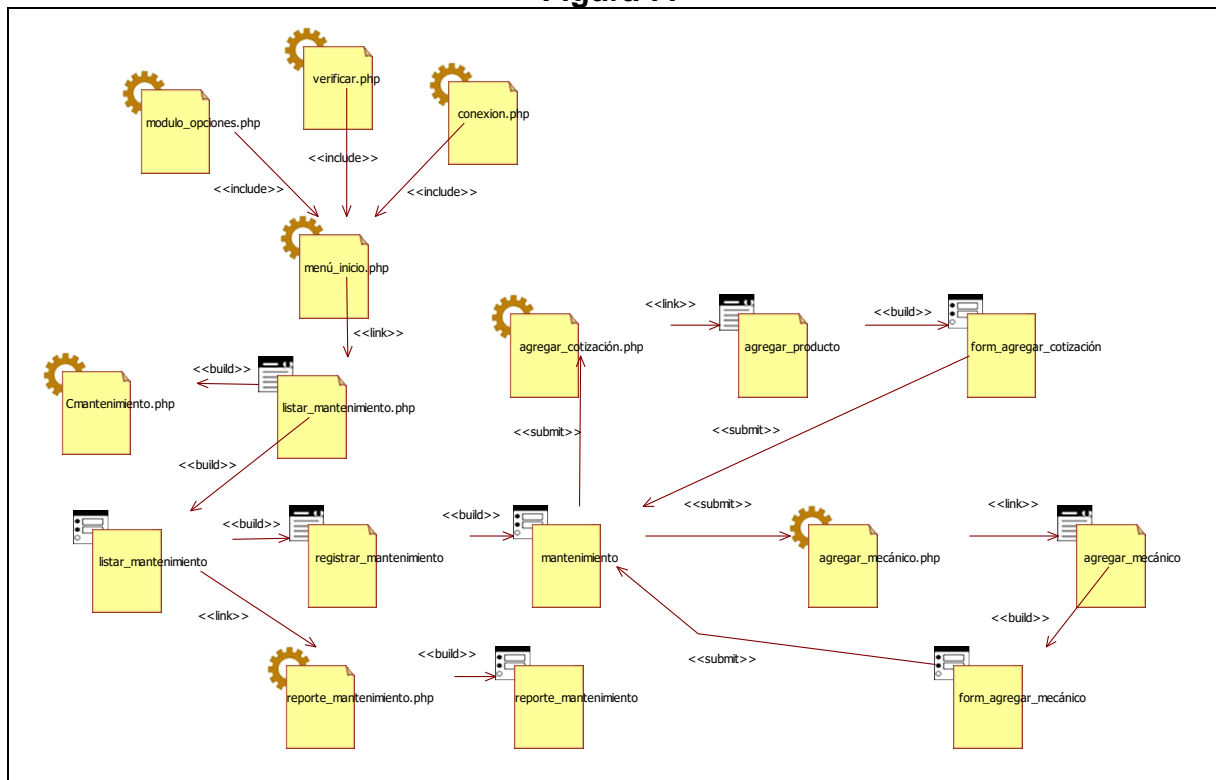 verificar.php
modulo_opciones.php
conexion.php
<<include>>
<<include>>
<<include>>
menú_inicio.php
<<link>>
<<link>>
<<build>>
agregar_cotización.php
agregar_producto
form_agregar_cotización
<<build>>
Cmantenimiento.php
listar_mantenimiento.php
<<submit>>
<<submit>>
<<build>>
<<submit>>
<<link>>
<<build>>
<<build>>
listar_mantenimiento
registrar_mantenimiento
mantenimiento
agregar_mecánico.php
agregar_mecánico
<<link>>
<<build>>
<<build>>
<<submit>>
reporte_mantenimiento.php
reporte_mantenimiento
form_agregar_mecánico